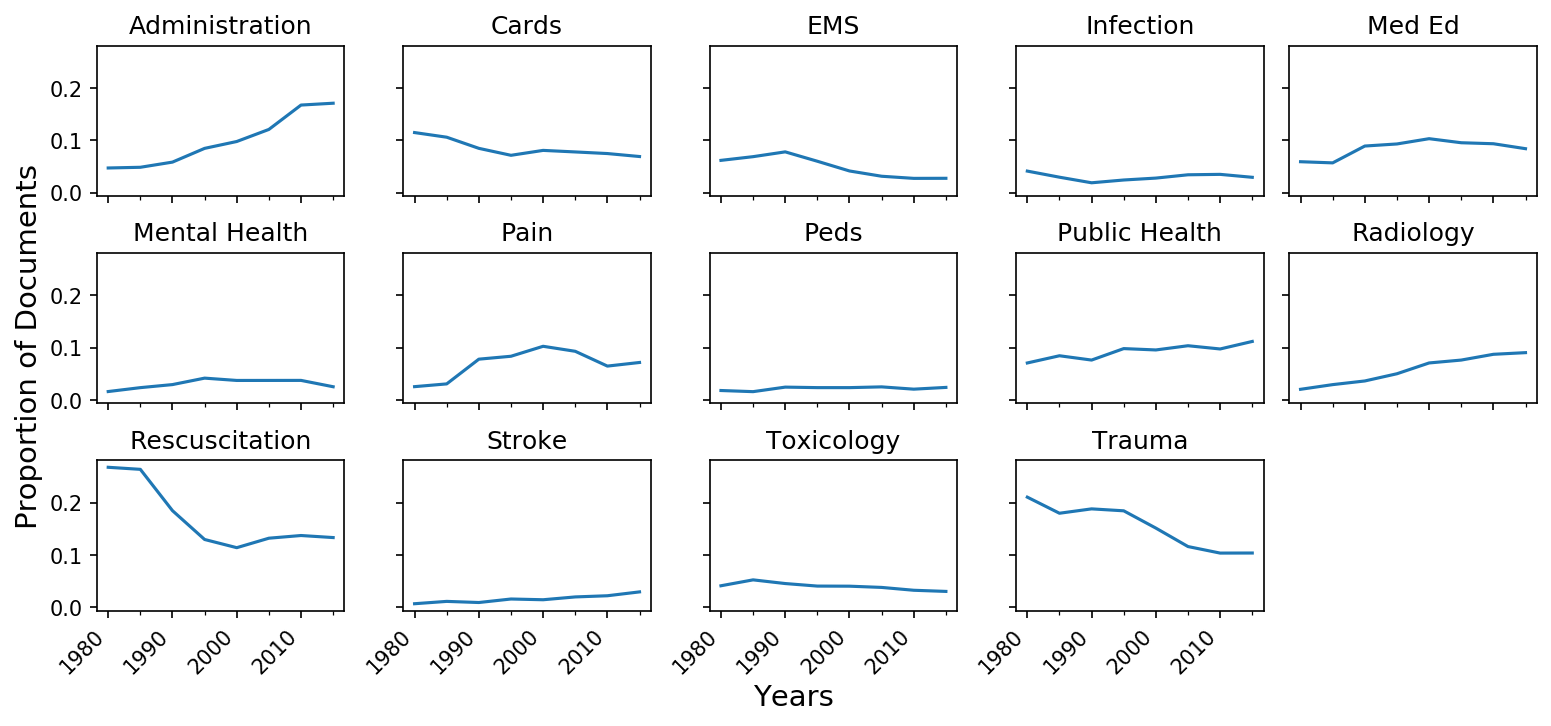 Administration
Cards
EMS
Infection
Med Ed
0.2
0.1
0.0
Mental Health
Pain
Peds
Public Health
Radiology
0.2
0.1
0.0
Rescuscitation
Stroke
Toxicology
Trauma
0.2
0.1
0.0
1980
1990
2000
2010
1980
1990
2000
2010
1980
1990
2000
2010
1980
1990
2000
2010
Proportion of Documents
Years